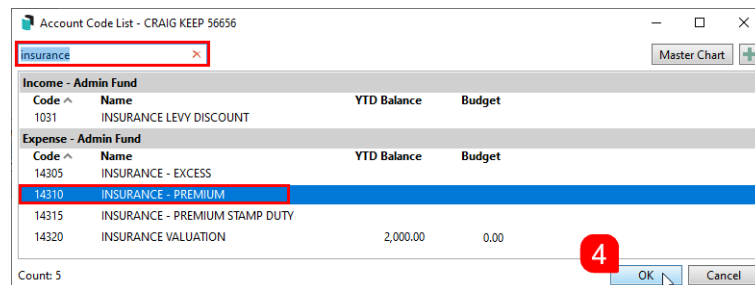 Account Code List - CRAIG KEEP 56656
insurance
Master Chart
Income - Admin Fund
Code Name YTD Balance Budget
1031 INSURANCE LEVY DISCOUNT
Expense - Admin Fund
Code Name YTD Balance Budget
14305 INSURANCE - EXCESS
14310 INSURANCE - PREMIUM
14315 INSURANCE - PREMIUM STAMP DUTY
14320 INSURANCE VALUATION 2,000.00 0.00
4
Count: 5 OK Cancel